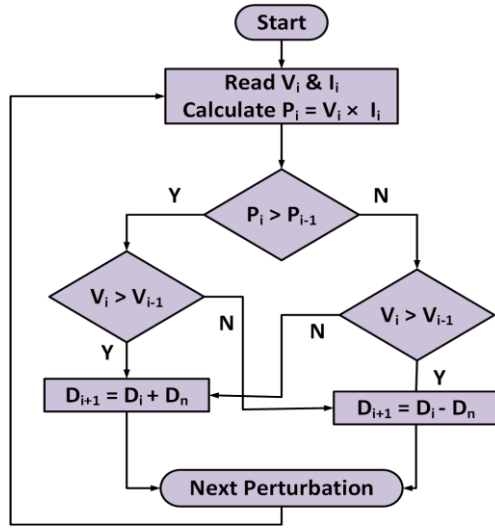 Start
Read Vᵢ & Iᵢ
Calculate Pᵢ = Vᵢ × Iᵢ
Y
N
Pᵢ > Pᵢ₋₁
Vᵢ > Vᵢ₋₁
N
N
Vᵢ > Vᵢ₋₁
Y
Y
Dᵢ₊₁ = Dᵢ + Dₙ
Dᵢ₊₁ = Dᵢ - Dₙ
Next Perturbation